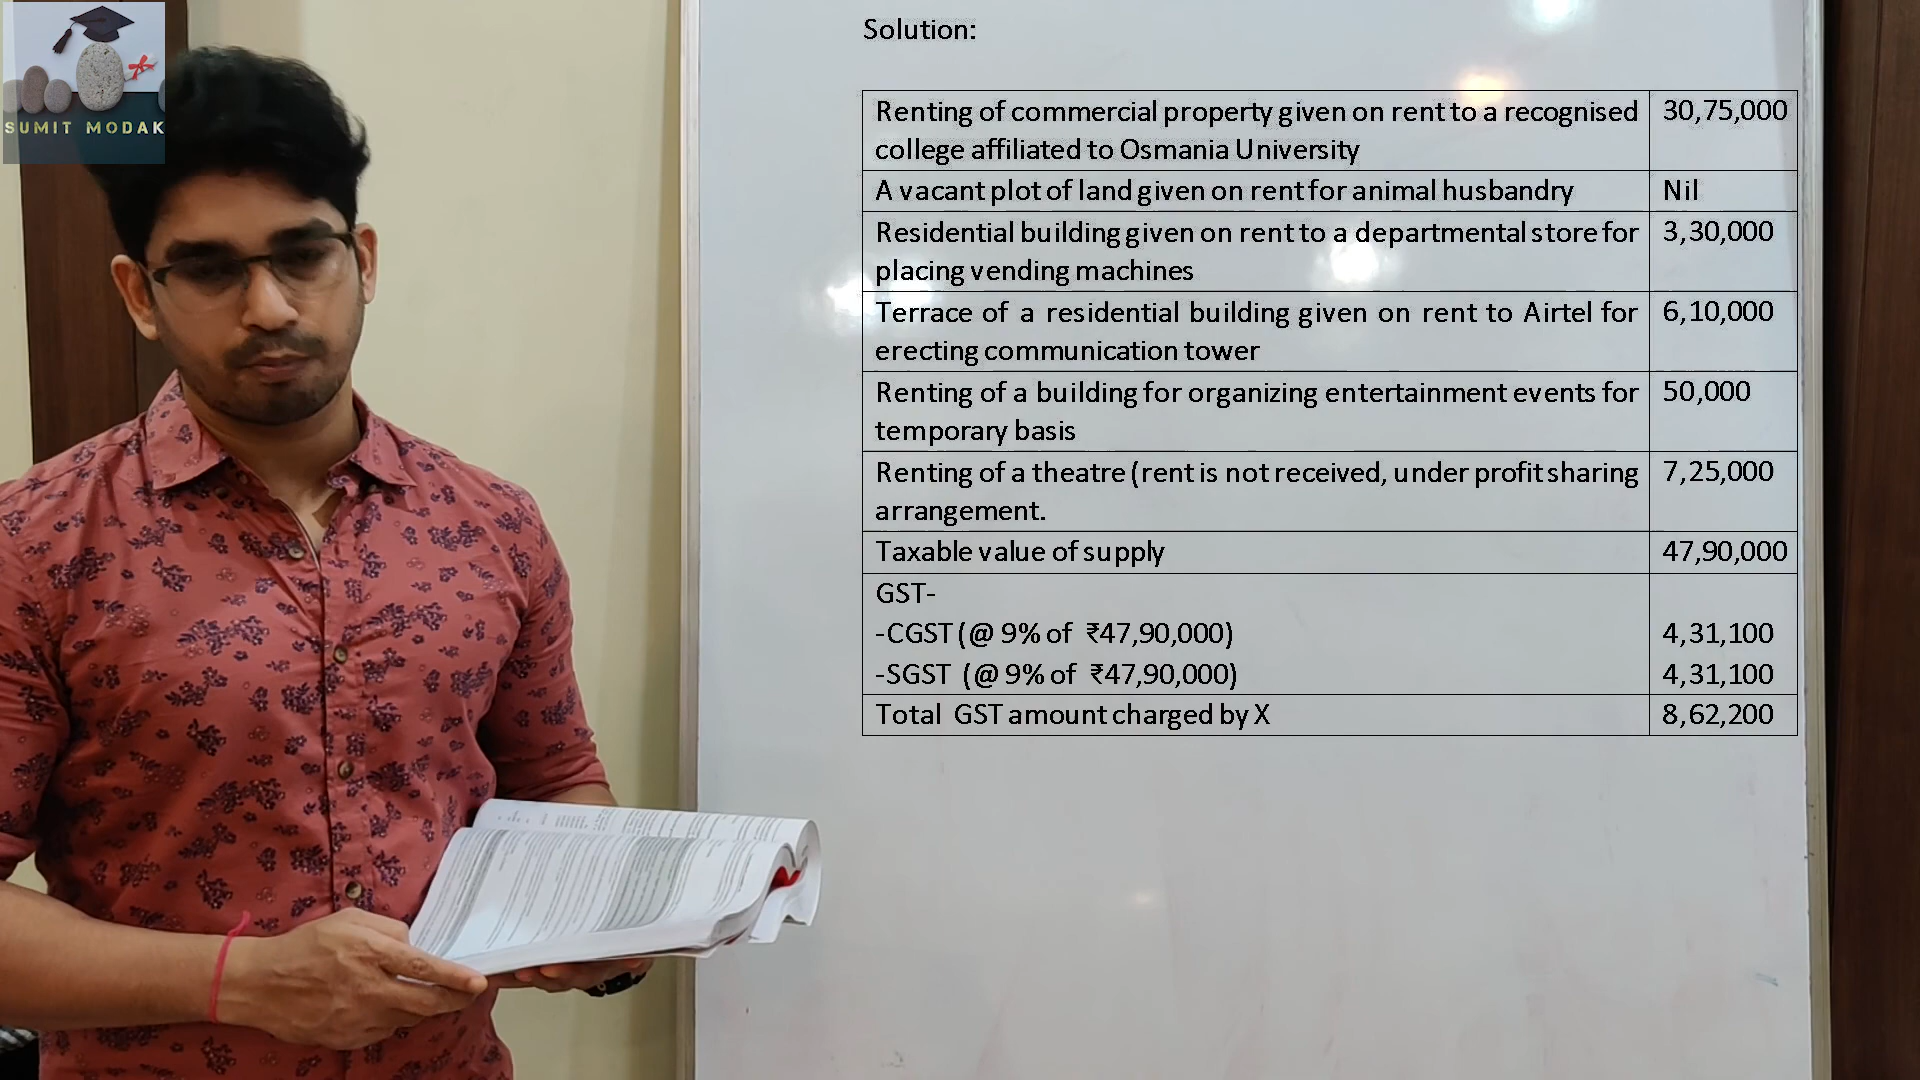 SUMIT MODAK
Solution:
Renting of commercial property given on rent to a recognised 30,75,000
college affiliated to Osmania University
A vacant plot of land given on rent for animal husbandry Nil
Residential building given on rent to a departmental store for 3,30,000
placing vending machines
Terrace of a residential building given on rent to Airtel for 6,10,000
erecting communication tower
Renting of a building for organizing entertainment events for 50,000
temporary basis
Renting of a theatre (rent is not received, under profit sharing 7,25,000
arrangement.
Taxable value of supply 47,90,000
GST-
-CGST (@ 9% of ₹47,90,000) 4,31,100
-SGST (@ 9% of ₹47,90,000) 4,31,100
Total GST amount charged by X 8,62,200